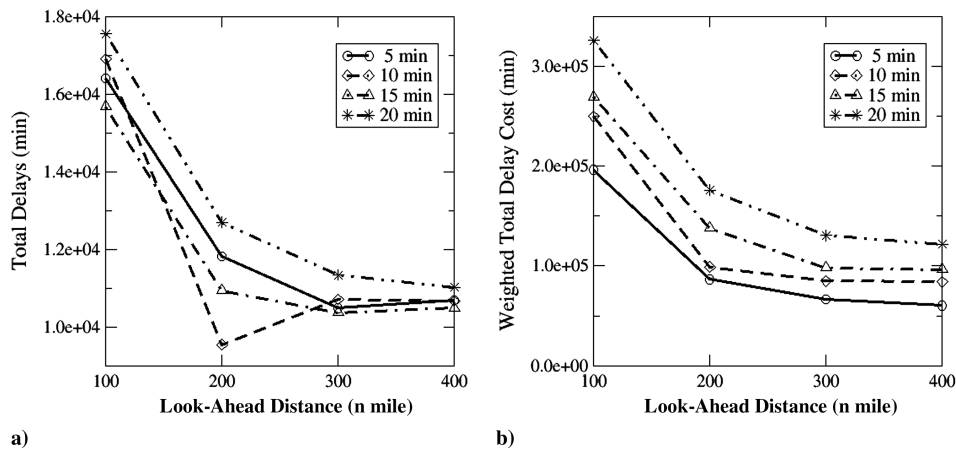 1.8e+04
1.6e+04
1.4e+04
1.2e+04
1.0e+04
Total Delays (min)
5 min
10 min
15 min
20 min
100
200
300
400
Look-Ahead Distance (n mile)
a)
3.0e+05
2.0e+05
1.0e+05
0.0e+00
Weighted Total Delay Cost (min)
5 min
10 min
15 min
20 min
100
200
300
400
Look-Ahead Distance (n mile)
b)